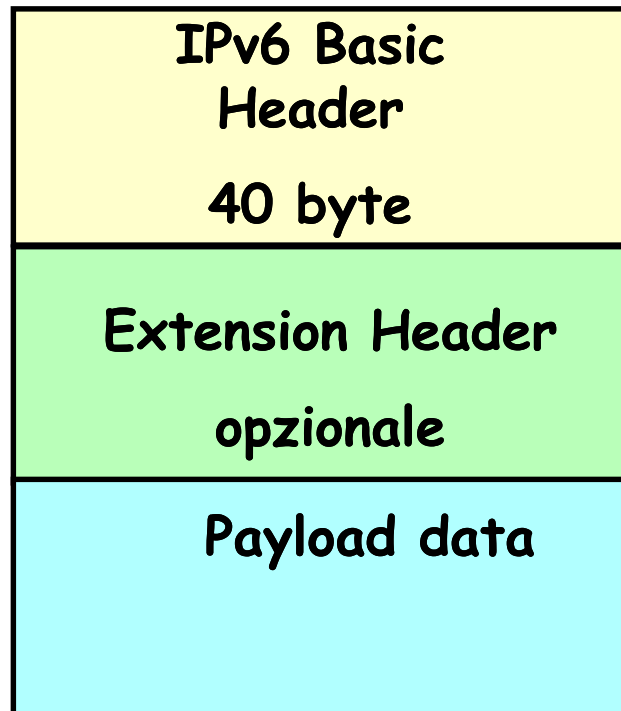 IPv6 Basic
Header
40 byte
Extension Header
opzionale
Payload data